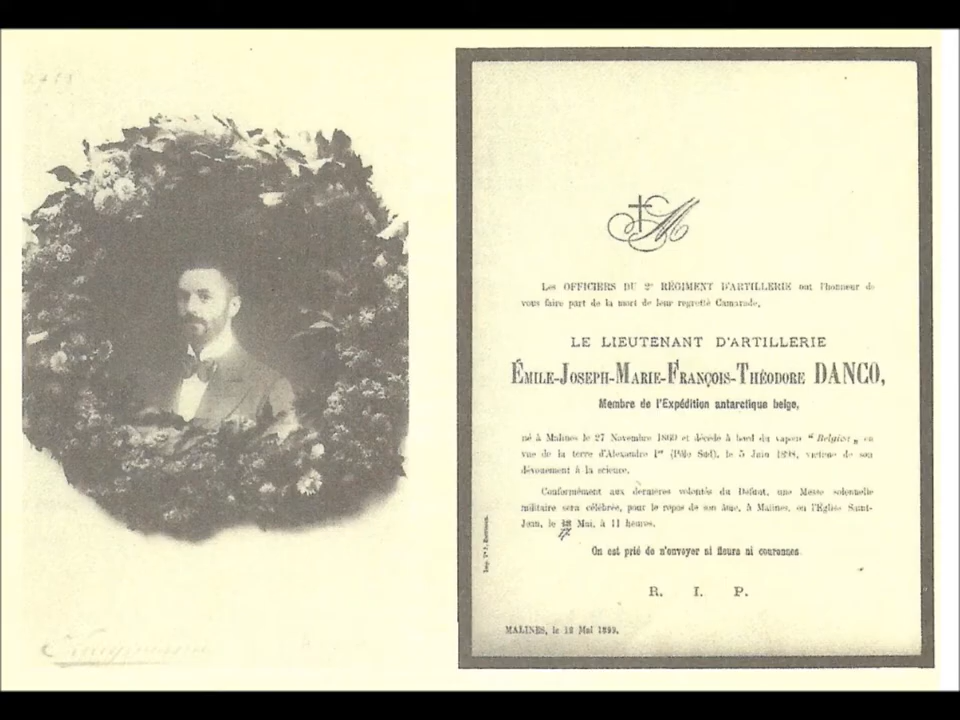 M
Les OFFICIERS DU 2e RÉGIMENT D'ARTILLERIE ont l'honneur de
vous faire part de la mort de leur regretté Camarade,
LE LIEUTENANT D'ARTILLERIE
ÉMILE-JOSEPH-MARIE-FRANÇOIS-THÉODORE DANCO,
Membre de l'Expédition antarctique belge,
né à Malines le 27 Novembre 1869 et décédé à bord du vapeur “ Belgica „ en
vue de la terre d'Alexandre 1er (Pôle Sud), le 5 Juin 1898, victime de son
dévouement à la science.
Conformément aux dernières volontés du Défunt, une Messe solennelle
militaire sera célébrée, pour le repos de son âme, à Malines, en l'Eglise Saint-
Jean, le 18 Mai, à 11 heures.
17
On est prié de n'envoyer ni fleurs ni couronnes
R. I. P.
MALINES, le 12 Mai 1899.